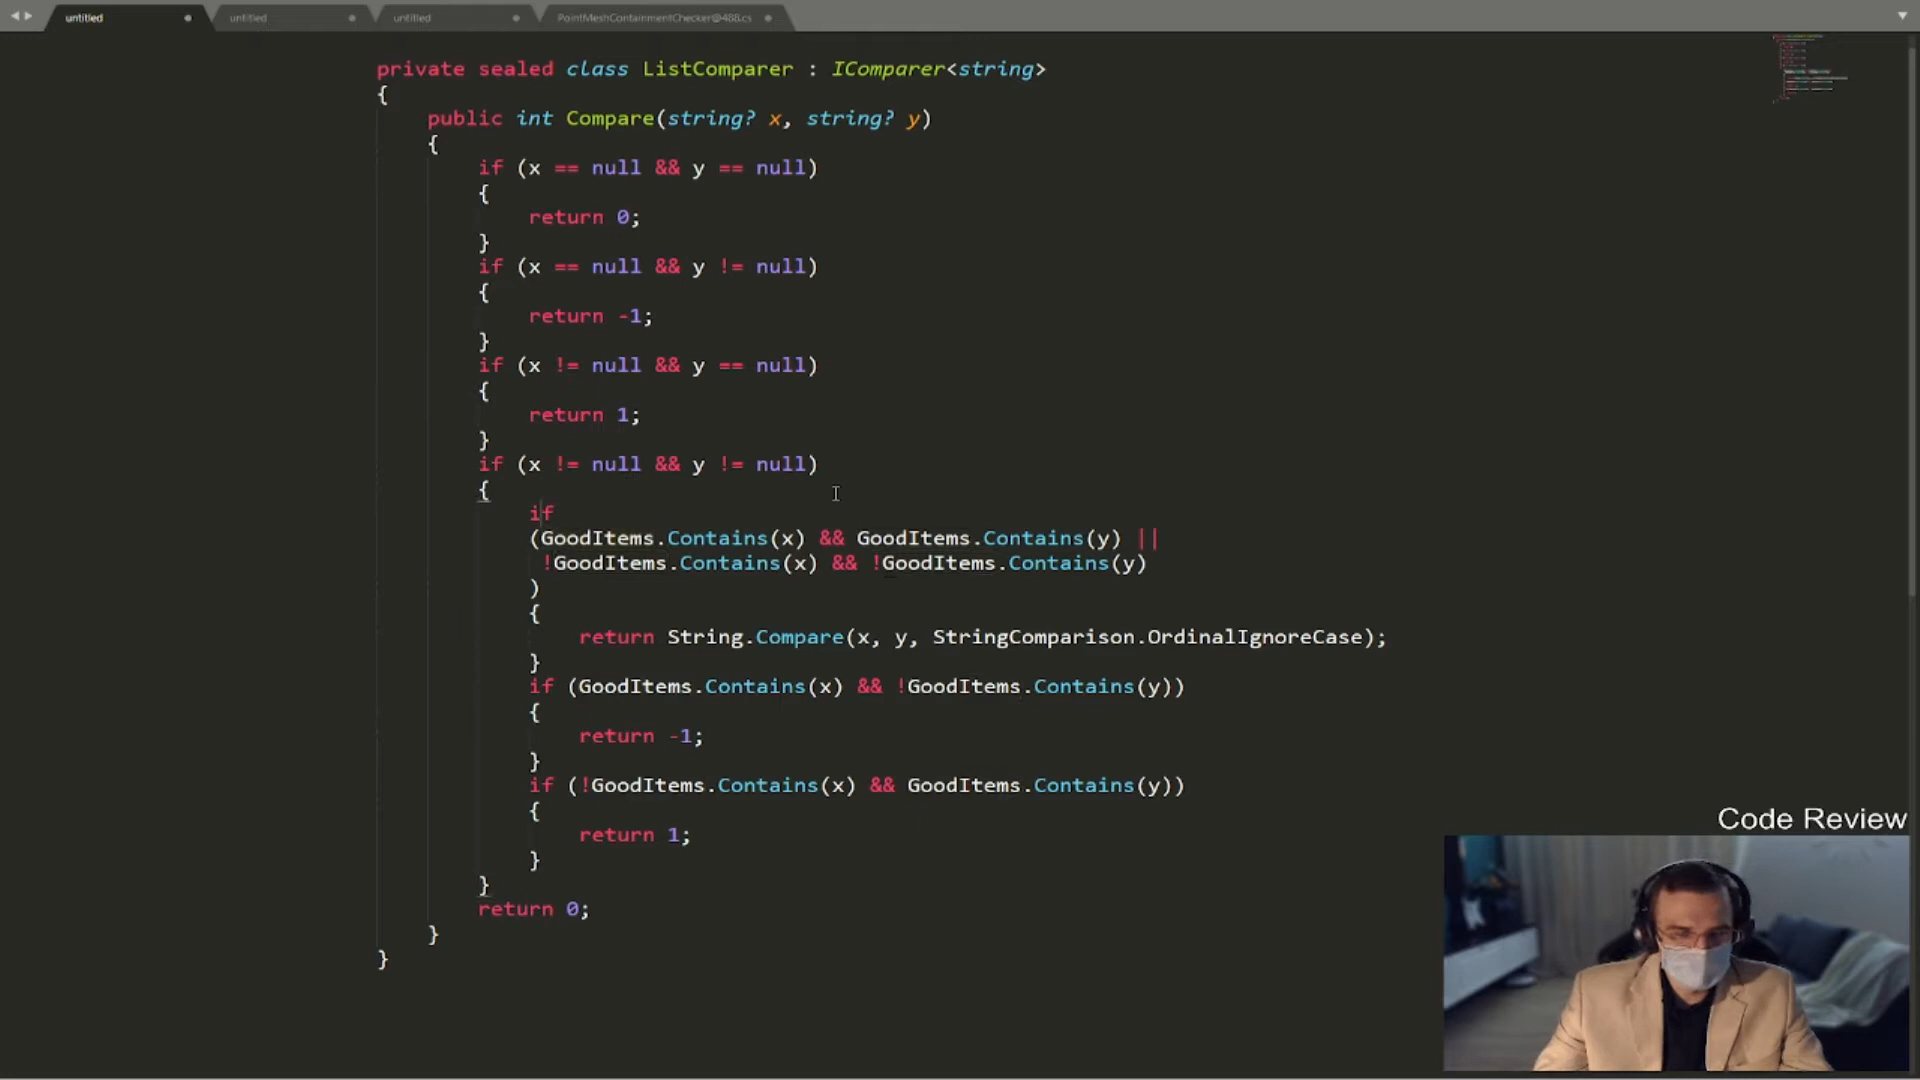 untitled untitled untitled PointMeshContainmentChecker@488.cs
private sealed class ListComparer : IComparer<string>
{
public int Compare(string? x, string? y)
{
if (x == null && y == null)
{
return 0;
}
if (x == null && y != null)
{
return -1;
}
if (x != null && y == null)
{
return 1;
}
if (x != null && y != null)
{
if
(GoodItems.Contains(x) && GoodItems.Contains(y) ||
!GoodItems.Contains(x) && !GoodItems.Contains(y)
)
{
return String.Compare(x, y, StringComparison.OrdinalIgnoreCase);
}
if (GoodItems.Contains(x) && !GoodItems.Contains(y))
{
return -1;
}
if (!GoodItems.Contains(x) && GoodItems.Contains(y))
{
return 1;
}
}
return 0;
}
}
Code Review